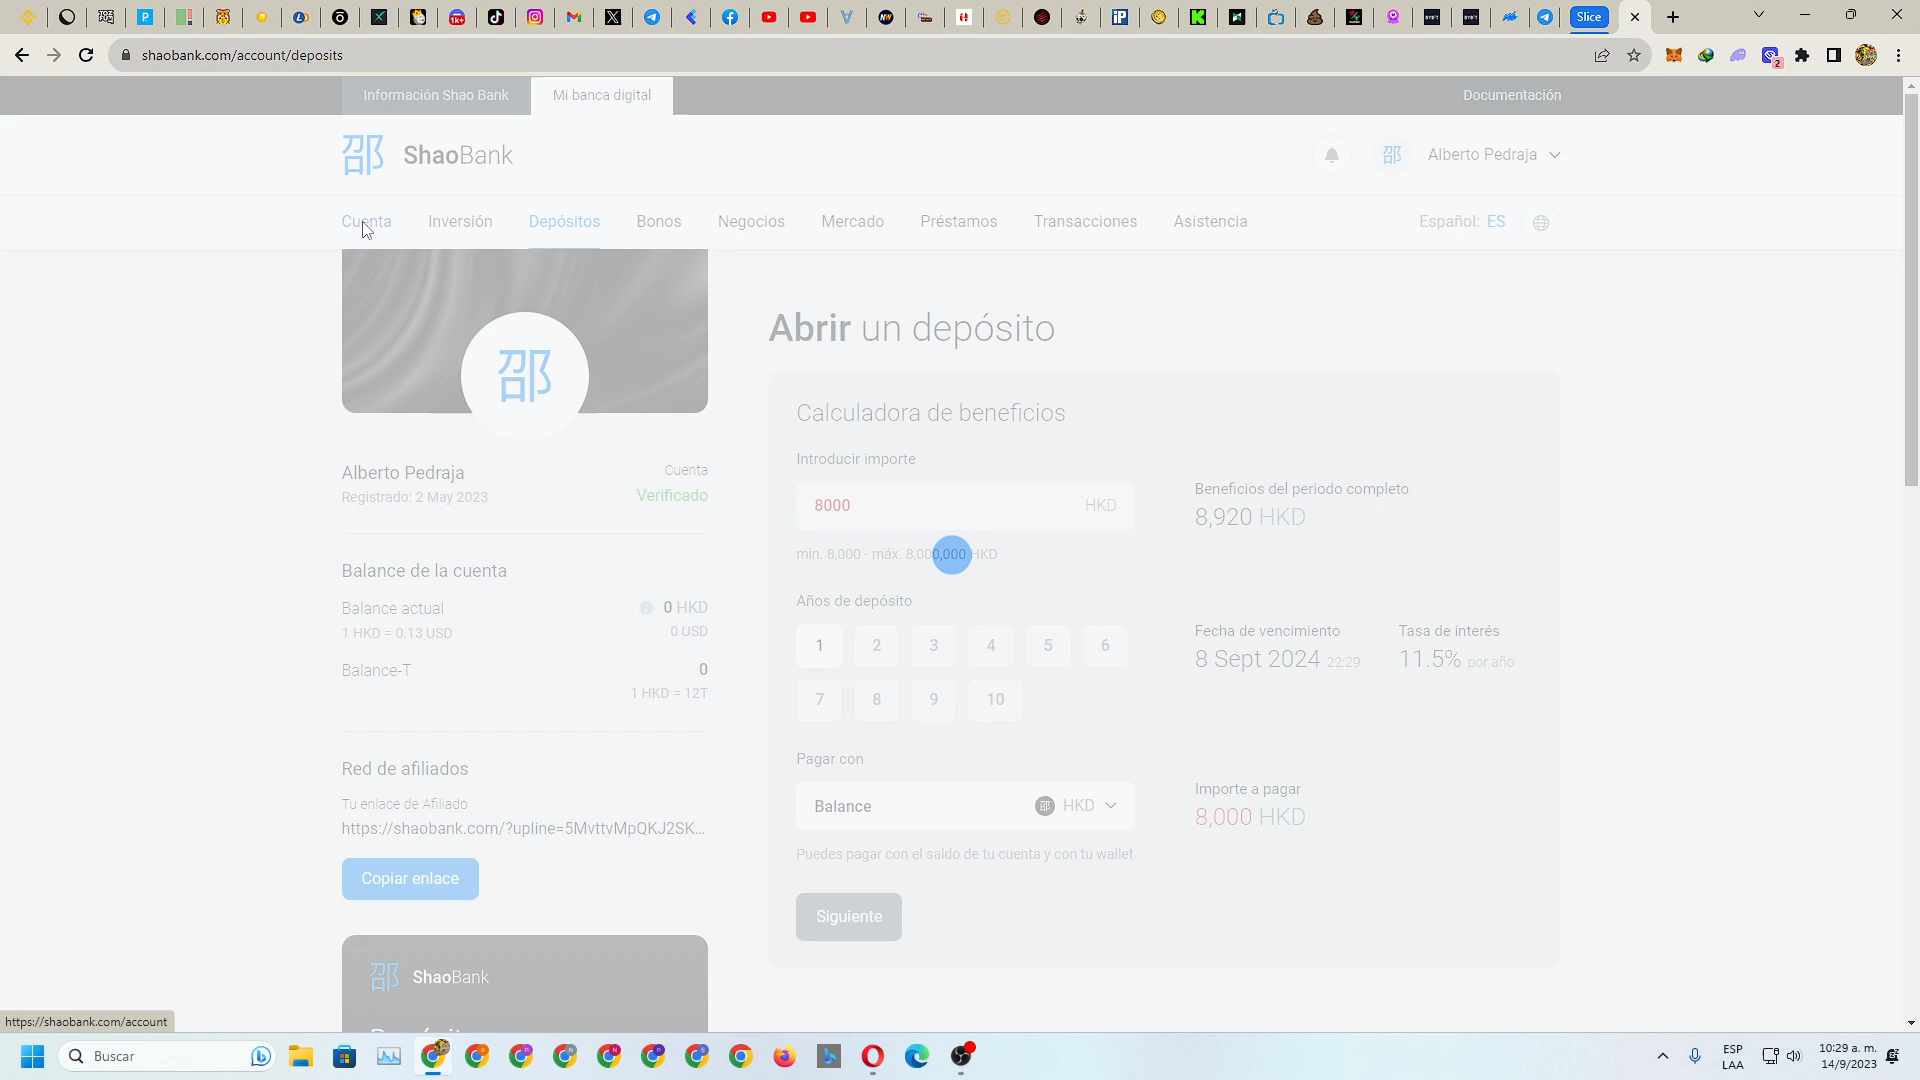 Slice
shaobank.com/account/deposits
2
Información Shao Bank
Mi banca digital
Documentación
邵 ShaoBank
邵
Alberto Pedraja
Cuenta
Inversión
Depósitos
Bonos
Negocios
Mercado
Préstamos
Transacciones
Asistencia
Español: ES
邵
Alberto Pedraja
Cuenta
Registrado: 2 May 2023
Verificado
Balance de la cuenta
Balance actual
0 HKD
1 HKD = 0.13 USD
0 USD
Balance-T
0
1 HKD = 12T
Red de afiliados
Tu enlace de Afiliado
https://shaobank.com/?upline=5MvttvMpQKJ2SK...
Copiar enlace
邵 ShaoBank
Abrir un depósito
Calculadora de beneficios
Introducir importe
8000
HKD
min. 8,000 - máx. 8,000,000 HKD
Beneficios del periodo completo
8,920 HKD
Años de depósito
1
2
3
4
5
6
7
8
9
10
Fecha de vencimiento
8 Sept 2024 22:29
Tasa de interés
11.5% por año
Pagar con
Balance
邵 HKD
Puedes pagar con el saldo de tu cuenta y con tu wallet
Importe a pagar
8,000 HKD
Siguiente
https://shaobank.com/account
Buscar
ESP
LAA
10:29 a. m.
14/9/2023